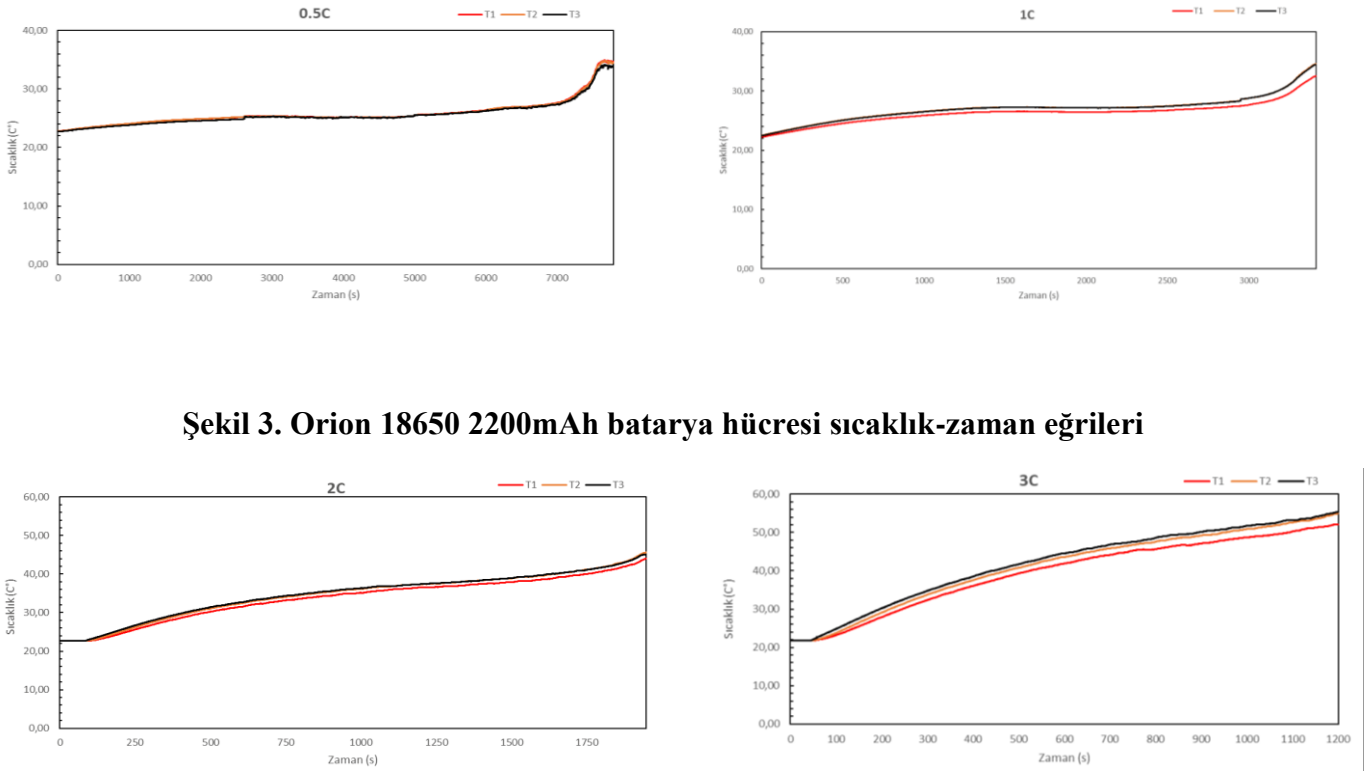 0.5C
T1 T2 T3
40,00
30,00
20,00
10,00
0,00
Sıcaklık (C°)
0 1000 2000 3000 4000 5000 6000 7000
Zaman (s)
1C
T1 T2 T3
40,00
30,00
20,00
10,00
0,00
Sıcaklık (C°)
0 500 1000 1500 2000 2500 3000
Zaman (s)
Şekil 3. Orion 18650 2200mAh batarya hücresi sıcaklık-zaman eğrileri
2C
T1 T2 T3
60,00
50,00
40,00
30,00
20,00
10,00
0,00
Sıcaklık (C°)
0 250 500 750 1000 1250 1500 1750
Zaman (s)
3C
T1 T2 T3
60,00
50,00
40,00
30,00
20,00
10,00
0,00
Sıcaklık (C°)
0 100 200 300 400 500 600 700 800 900 1000 1100 1200
Zaman (s)